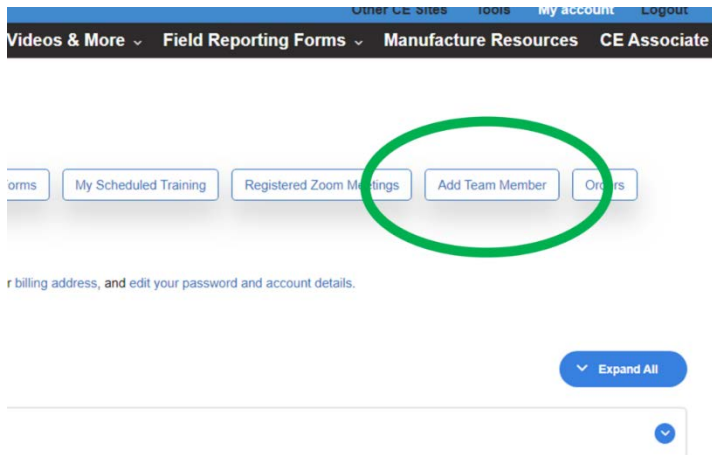 Other CE Sites Tools My account Logout
Videos & More Field Reporting Forms Manufacture Resources CE Associate
orms My Scheduled Training Registered Zoom Meetings Add Team Member Orders
r billing address, and edit your password and account details.
Expand All